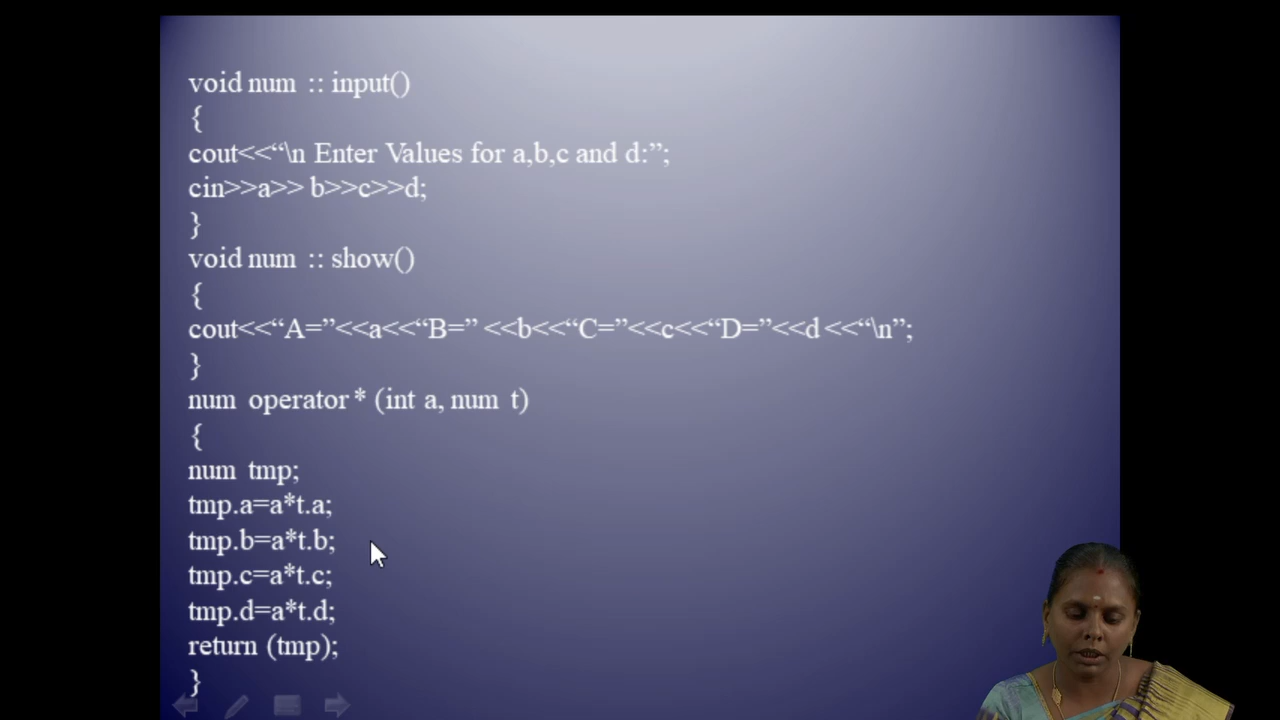 void num :: input()
{
cout<<“\n Enter Values for a,b,c and d:”;
cin>>a>> b>>c>>d;
}
void num :: show()
{
cout<<“A=”<<a<<“B=” <<b<<“C=”<<c<<“D=”<<d <<“\n”;
}
num operator * (int a, num t)
{
num tmp;
tmp.a=a*t.a;
tmp.b=a*t.b;
tmp.c=a*t.c;
tmp.d=a*t.d;
return (tmp);
}